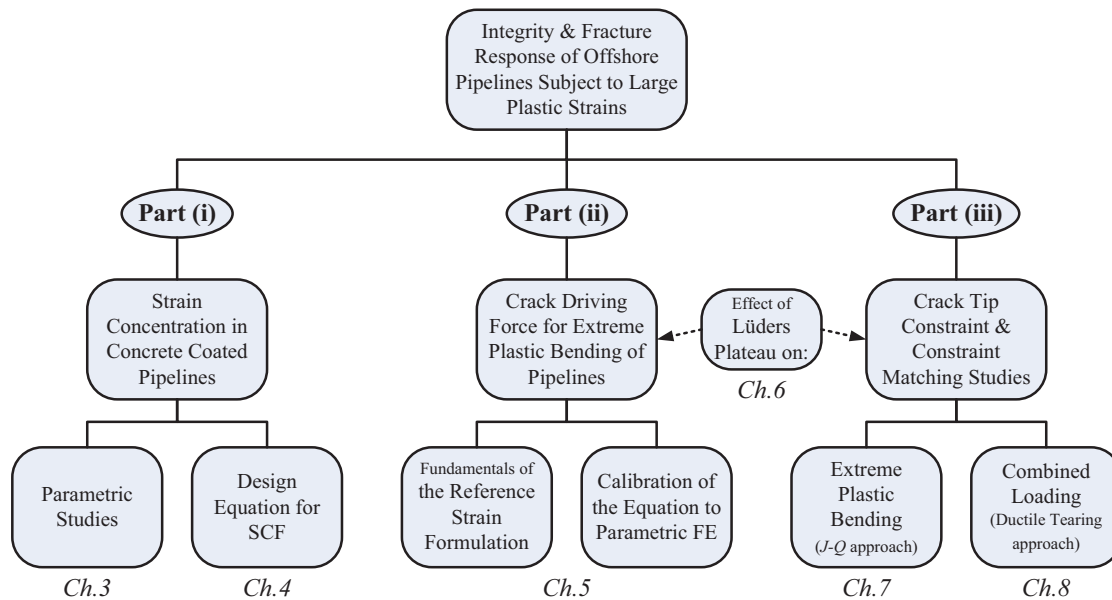 Integrity & Fracture
Response of Offshore
Pipelines Subject to Large
Plastic Strains
Part (i)
Part (ii)
Part (iii)
Strain
Concentration in
Concrete Coated
Pipelines
Crack Driving
Force for Extreme
Plastic Bending of
Pipelines
Effect of
Lüders
Plateau on:
Ch.6
Crack Tip
Constraint &
Constraint
Matching Studies
Parametric
Studies
Ch.3
Design
Equation for
SCF
Ch.4
Fundamentals of
the Reference
Strain
Formulation
Calibration of
the Equation to
Parametric FE
Ch.5
Extreme
Plastic
Bending
(J-Q approach)
Ch.7
Combined
Loading
(Ductile Tearing
approach)
Ch.8